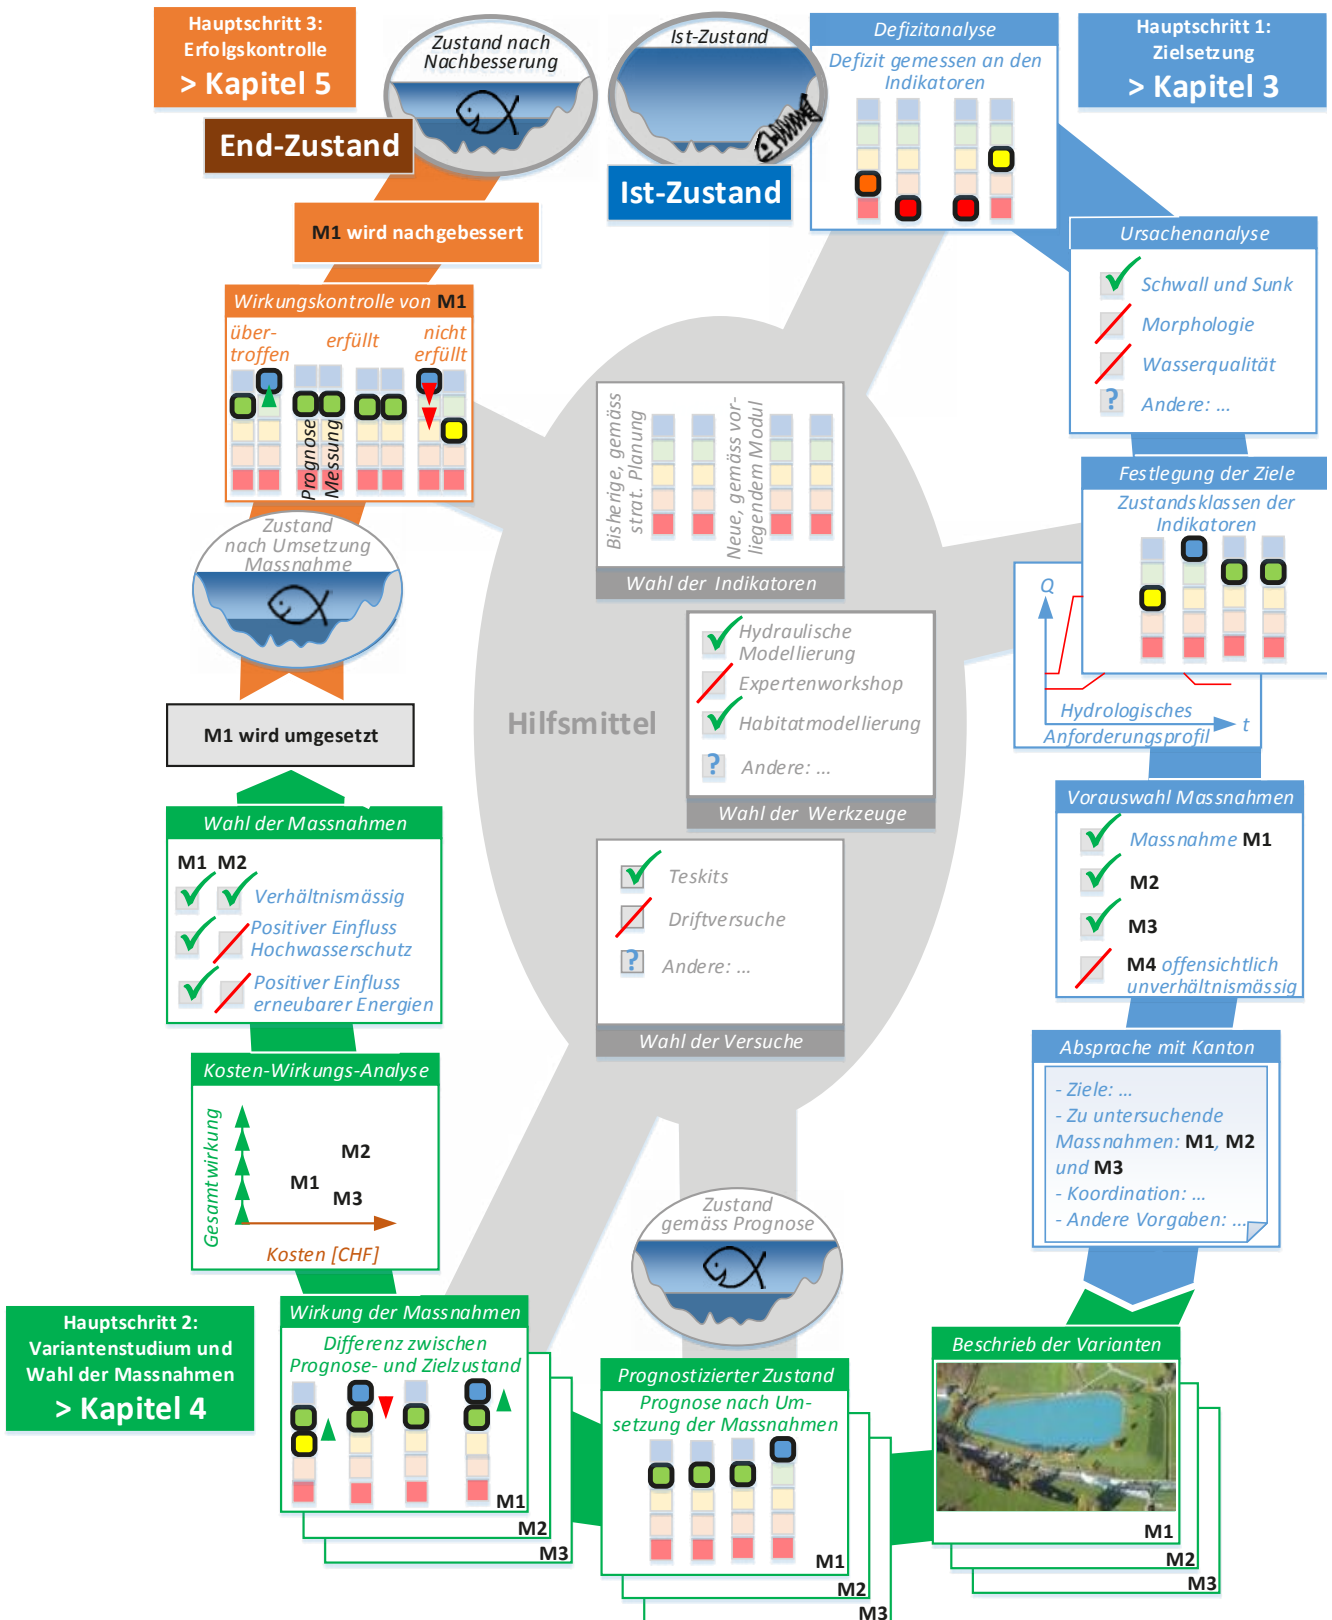 Hauptschritt 3:
Erfolgskontrolle
> Kapitel 5
Zustand nach
Nachbesserung
End-Zustand
Ist-Zustand
Ist-Zustand
Defizitanalyse
Defizit gemessen an den
Indikatoren
Hauptschritt 1:
Zielsetzung
> Kapitel 3
Ursachenanalyse
Schwall und Sunk
Morphologie
Wasserqualität
? Andere: ...
Festlegung der Ziele
Zustandsklassen der
Indikatoren
Q
t
Hydrologisches
Anforderungsprofil
Vorauswahl Massnahmen
Massnahme M1
M2
M3
M4 offensichtlich
unverhältnismässig
Absprache mit Kanton
- Ziele: ...
- Zu untersuchende
Massnahmen: M1, M2
und M3
- Koordination: ...
- Andere Vorgaben: ...
Beschrieb der Varianten
M1
M2
M3
Zustand
gemäss Prognose
Prognostizierter Zustand
Prognose nach Um-
setzung der Massnahmen
M1
M2
M3
Hauptschritt 2:
Variantenstudium und
Wahl der Massnahmen
> Kapitel 4
Wirkung der Massnahmen
Differenz zwischen
Prognose- und Zielzustand
M1
M2
M3
Kosten-Wirkungs-Analyse
Gesamtwirkung
M2
M1
M3
Kosten [CHF]
Wahl der Massnahmen
M1 M2
Verhältnismässig
Positiver Einfluss
Hochwasserschutz
Positiver Einfluss
erneubarer Energien
M1 wird umgesetzt
Zustand
nach Umsetzung
Massnahme
Wirkungskontrolle von M1
über-
troffen
erfüllt
nicht
erfüllt
Prognose
Messung
M1 wird nachgebessert
Hilfsmittel
Bisherige, gemäss
strat. Planung
Neue, gemäss vor-
liegendem Modul
Wahl der Indikatoren
Hydraulische
Modellierung
Expertenworkshop
Habitatmodellierung
? Andere: ...
Wahl der Werkzeuge
Teskits
Driftversuche
? Andere: ...
Wahl der Versuche